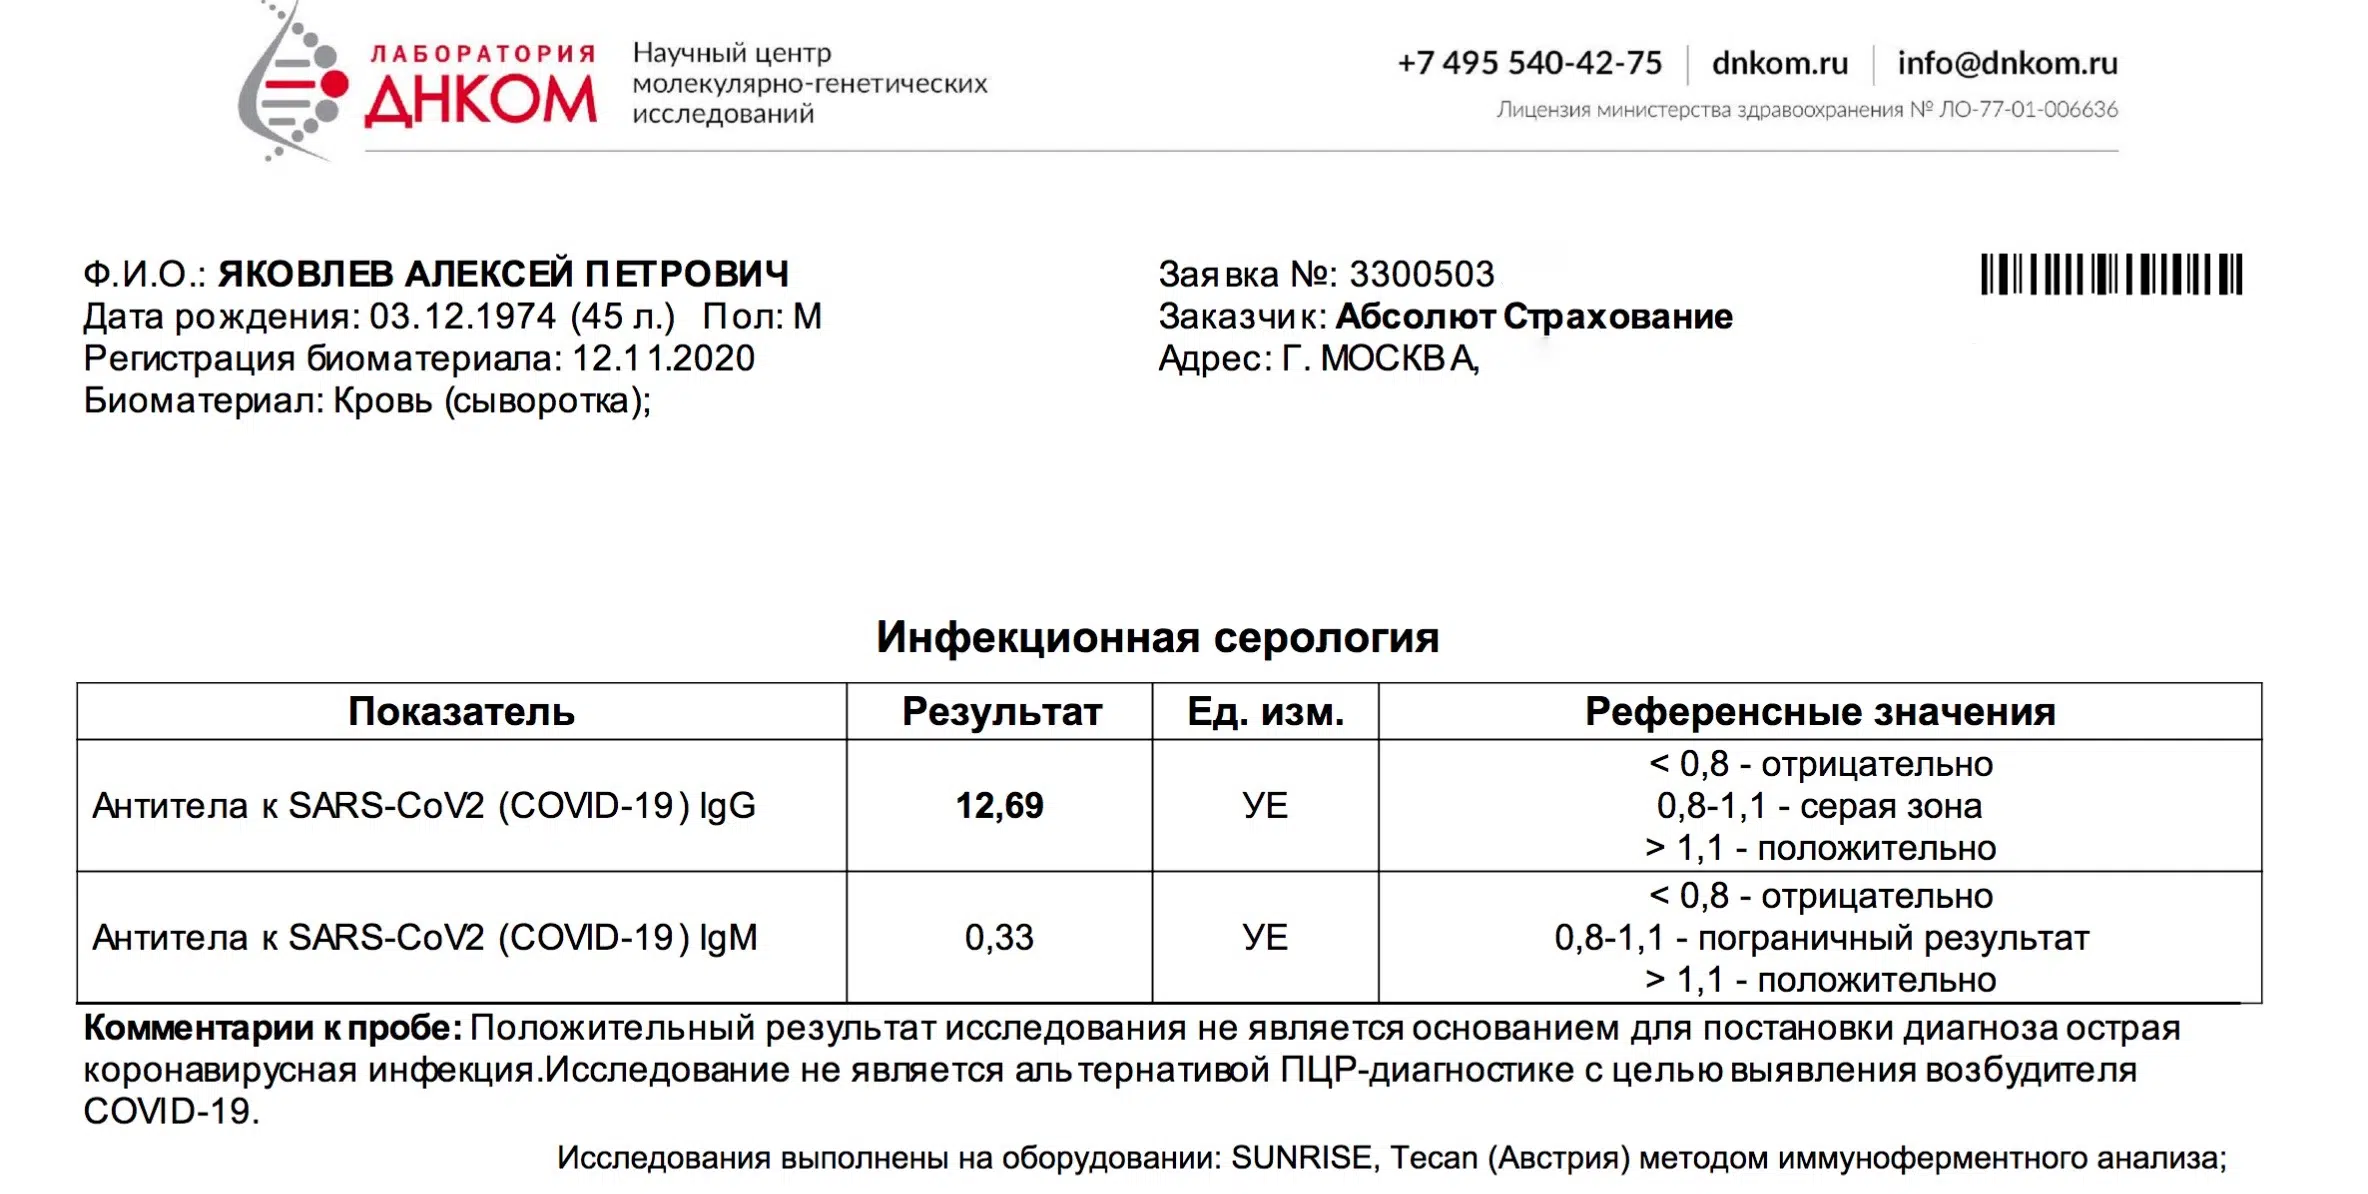 ЛАБОРАТОРИЯ
ДНКОМ
Научный центр
молекулярно-генетических
исследований
+7 495 540-42-75 | dnkom.ru | info@dnkom.ru
Лицензия министерства здравоохранения № ЛО-77-01-006636
Ф.И.О.: ЯКОВЛЕВ АЛЕКСЕЙ ПЕТРОВИЧ
Дата рождения: 03.12.1974 (45 л.) Пол: М
Регистрация биоматериала: 12.11.2020
Биоматериал: Кровь (сыворотка);
Заявка №: 3300503
Заказчик: Абсолют Страхование
Адрес: Г. МОСКВА,
Инфекционная серология
Показатель Результат Ед. изм. Референсные значения
Антитела к SARS-CoV2 (COVID-19) IgG 12,69 УЕ
< 0,8 - отрицательно
0,8-1,1 - серая зона
> 1,1 - положительно
Антитела к SARS-CoV2 (COVID-19) IgM 0,33 УЕ
< 0,8 - отрицательно
0,8-1,1 - пограничный результат
> 1,1 - положительно
Комментарии к пробе: Положительный результат исследования не является основанием для постановки диагноза острая
коронавирусная инфекция.Исследование не является альтернативой ПЦР-диагностике с целью выявления возбудителя
COVID-19.
Исследования выполнены на оборудовании: SUNRISE, Tecan (Австрия) методом иммуноферментного анализа;